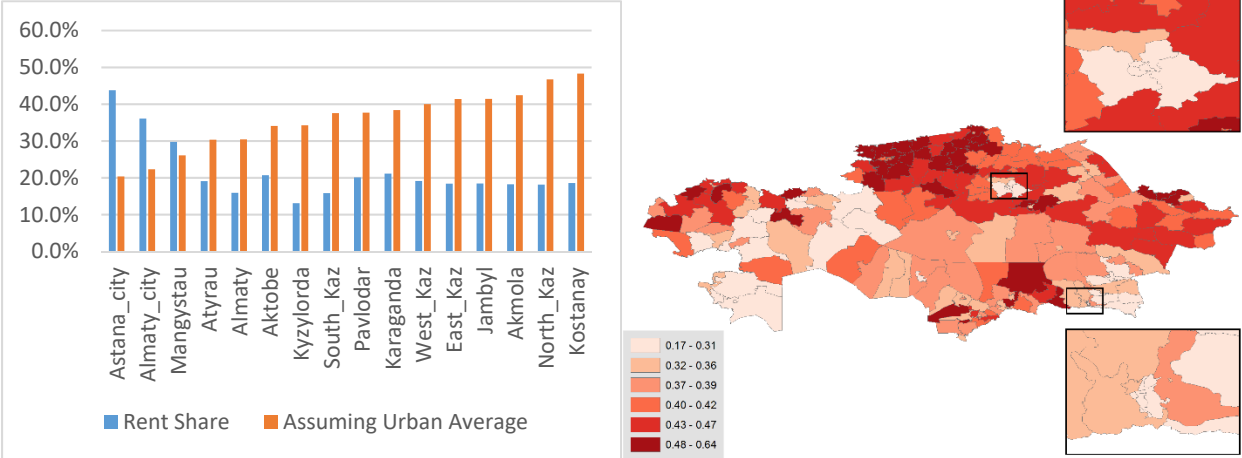 60.0%
50.0%
40.0%
30.0%
20.0%
10.0%
0.0%
Astana_city
Almaty_city
Mangystau
Atyrau
Almaty
Aktobe
Kyzylorda
South_Kaz
Pavlodar
Karaganda
West_Kaz
East_Kaz
Jambyl
Akmola
North_Kaz
Kostanay
Rent Share
Assuming Urban Average
0.17 - 0.31
0.32 - 0.36
0.37 - 0.39
0.40 - 0.42
0.43 - 0.47
0.48 - 0.64